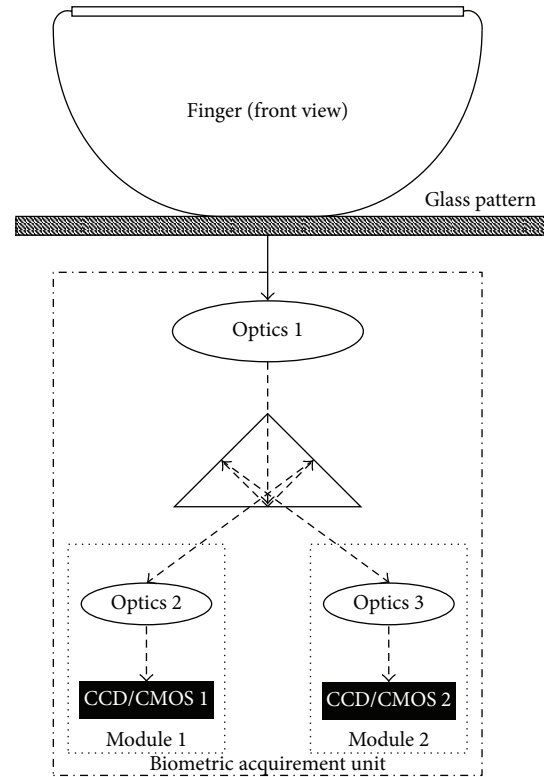 Finger (front view)
Glass pattern
Optics 1
Optics 2
Optics 3
CCD/CMOS 1
CCD/CMOS 2
Module 1
Module 2
Biometric acquirement unit